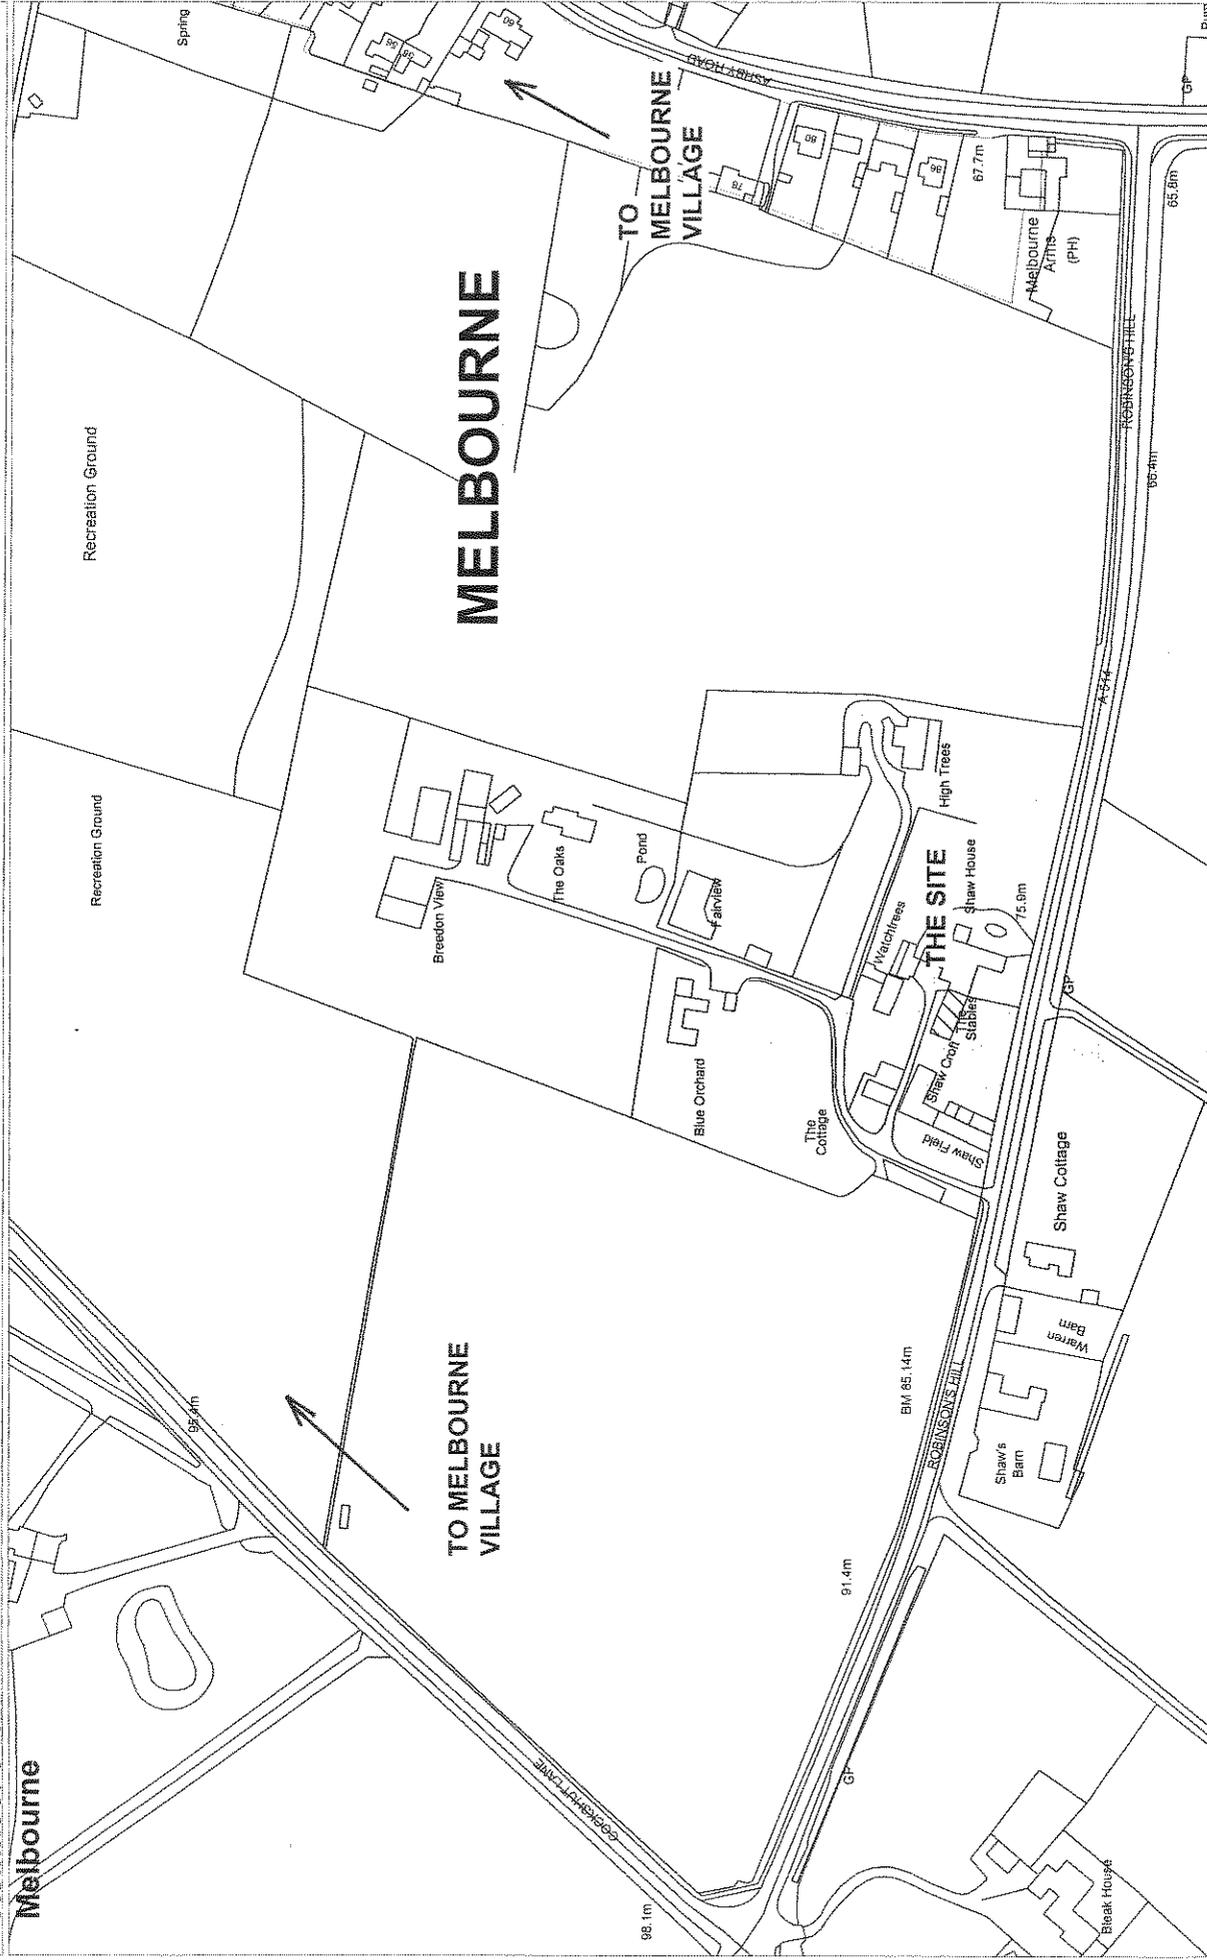 Melbourne
95.4m
COCKSHUT LANE
98.1m
TO MELBOURNE
VILLAGE
91.4m
BM 85.14m
ROBINSON'S HILL
GP
Bleak House
Shaw's
Barn
Warren
Barn
Shaw Cottage
Recreation Ground
Recreation Ground
Breedon View
The Oaks
Pond
Fairview
Blue Orchard
The
Cottage
Watchtrees
THE SITE
Shaw House
High Trees
The
Stables
Shaw Croft
Shaw Field
75.9m
GP
MELBOURNE
A 514
Spring
56
58
60
ASHBY ROAD
TO
MELBOURNE
VILLAGE
78
80
86
67.7m
Melbourne
Arms
(PH)
ROBINSON'S HILL
66.4m
65.8m
GP